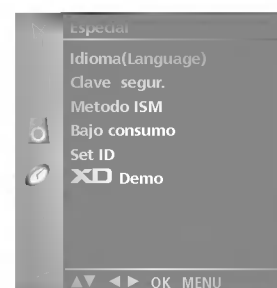 Especial
Idioma(Language)
Clave segur.
Metodo ISM
Bajo consumo
Set ID
XD Demo
▲▼ ◄► OK MENU